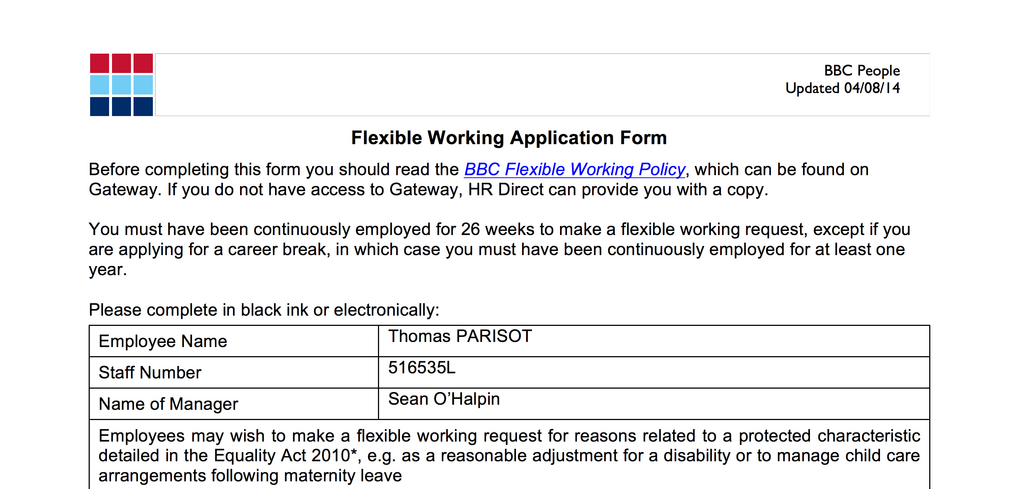 BBC People
Updated 04/08/14
Flexible Working Application Form
Before completing this form you should read the BBC Flexible Working Policy, which can be found on
Gateway. If you do not have access to Gateway, HR Direct can provide you with a copy.
You must have been continuously employed for 26 weeks to make a flexible working request, except if you
are applying for a career break, in which case you must have been continuously employed for at least one
year.
Please complete in black ink or electronically:
Employee Name Thomas PARISOT
Staff Number 516535L
Name of Manager Sean O’Halpin
Employees may wish to make a flexible working request for reasons related to a protected characteristic
detailed in the Equality Act 2010*, e.g. as a reasonable adjustment for a disability or to manage child care
arrangements following maternity leave